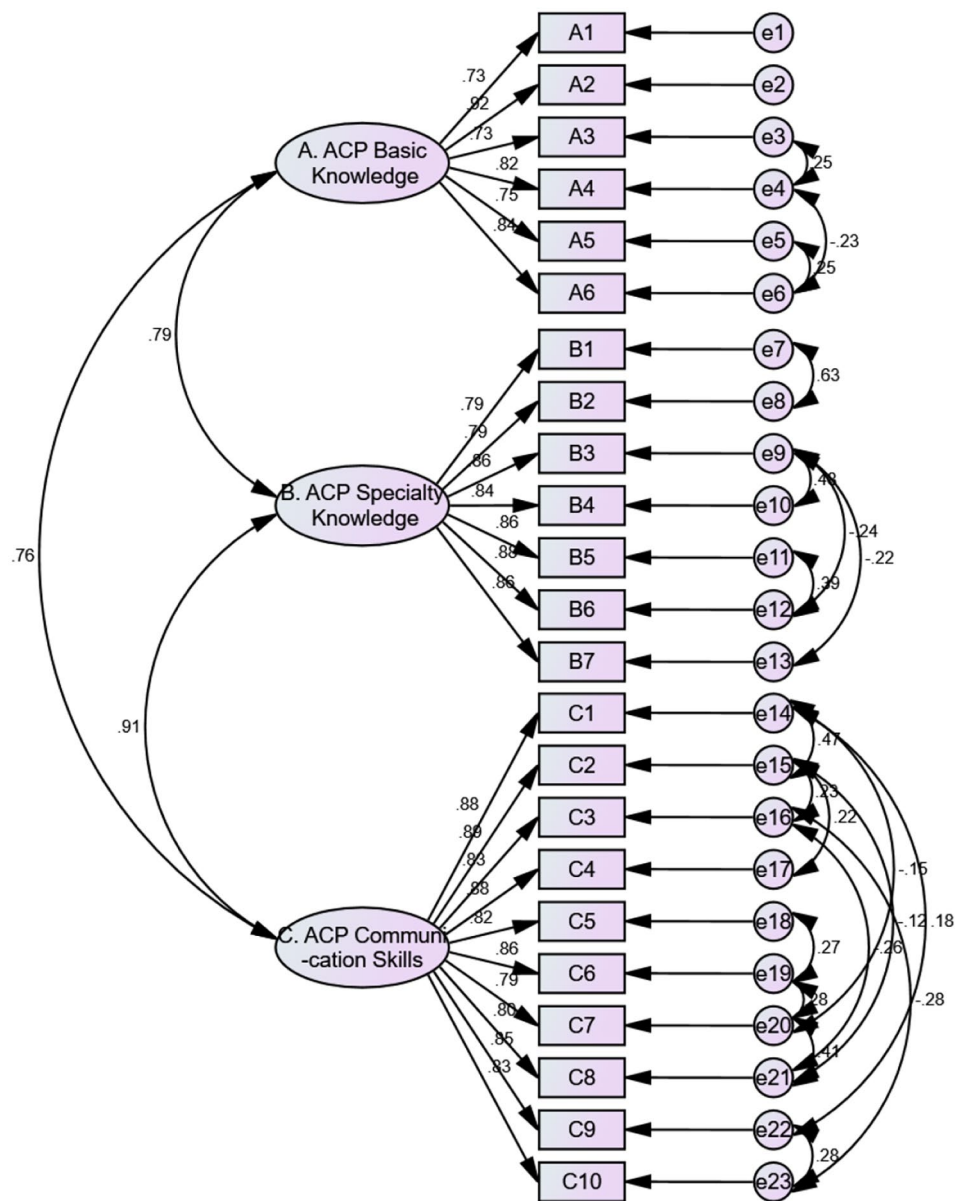 A1
e1
.73
A2
e2
.92
A3
e3
.73
A. ACP Basic
Knowledge
.82
.25
A4
e4
.75
.84
A5
e5
-.23
.25
A6
e6
.79
B1
e7
.63
.79
B2
e8
.79
B3
e9
.86
.48
B. ACP Specialty
Knowledge
.84
B4
e10
.86
-.24
.88
B5
e11
-.22
.86
.39
B6
e12
.76
B7
e13
C1
e14
.91
.47
C2
e15
.23
.88
C3
e16
.22
.89
.83
C4
e17
-.15
.88
.82
C5
e18
-.12
.18
C. ACP Communi
-cation Skills
.86
.27
-.26
C6
e19
.79
.28
-.28
.80
C7
e20
.85
.41
.83
C8
e21
C9
e22
.28
C10
e23